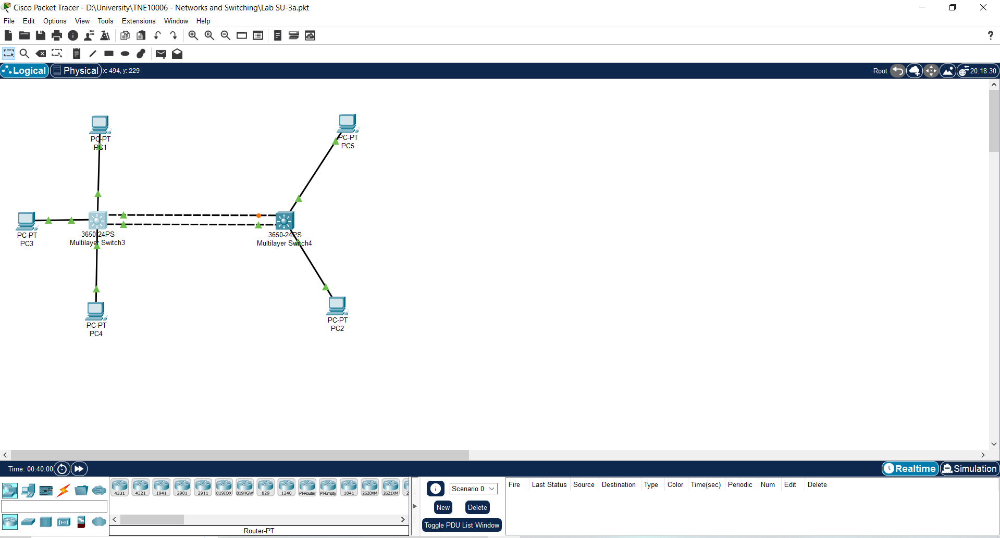 Cisco Packet Tracer - D:\University\TNE10006 - Networks and Switching\Lab SU-3a.pkt
File Edit Options View Tools Extensions Window Help
?
Logical Physical x: 494, y: 229 Root 20:18:30
PC-PT
PC1
PC-PT
PC5
PC-PT
PC3
3650-24PS
Multilayer Switch3
3650-24PS
Multilayer Switch4
PC-PT
PC4
PC-PT
PC2
Time: 00:40:00 Realtime Simulation
4331 4321 1941 2901 2911 819IOX 819HGW 829 1240 PT-Router PT-Empty 1841 2620XM 2621XM 2
Router-PT
Scenario 0
New Delete
Toggle PDU List Window
Fire Last Status Source Destination Type Color Time(sec) Periodic Num Edit Delete